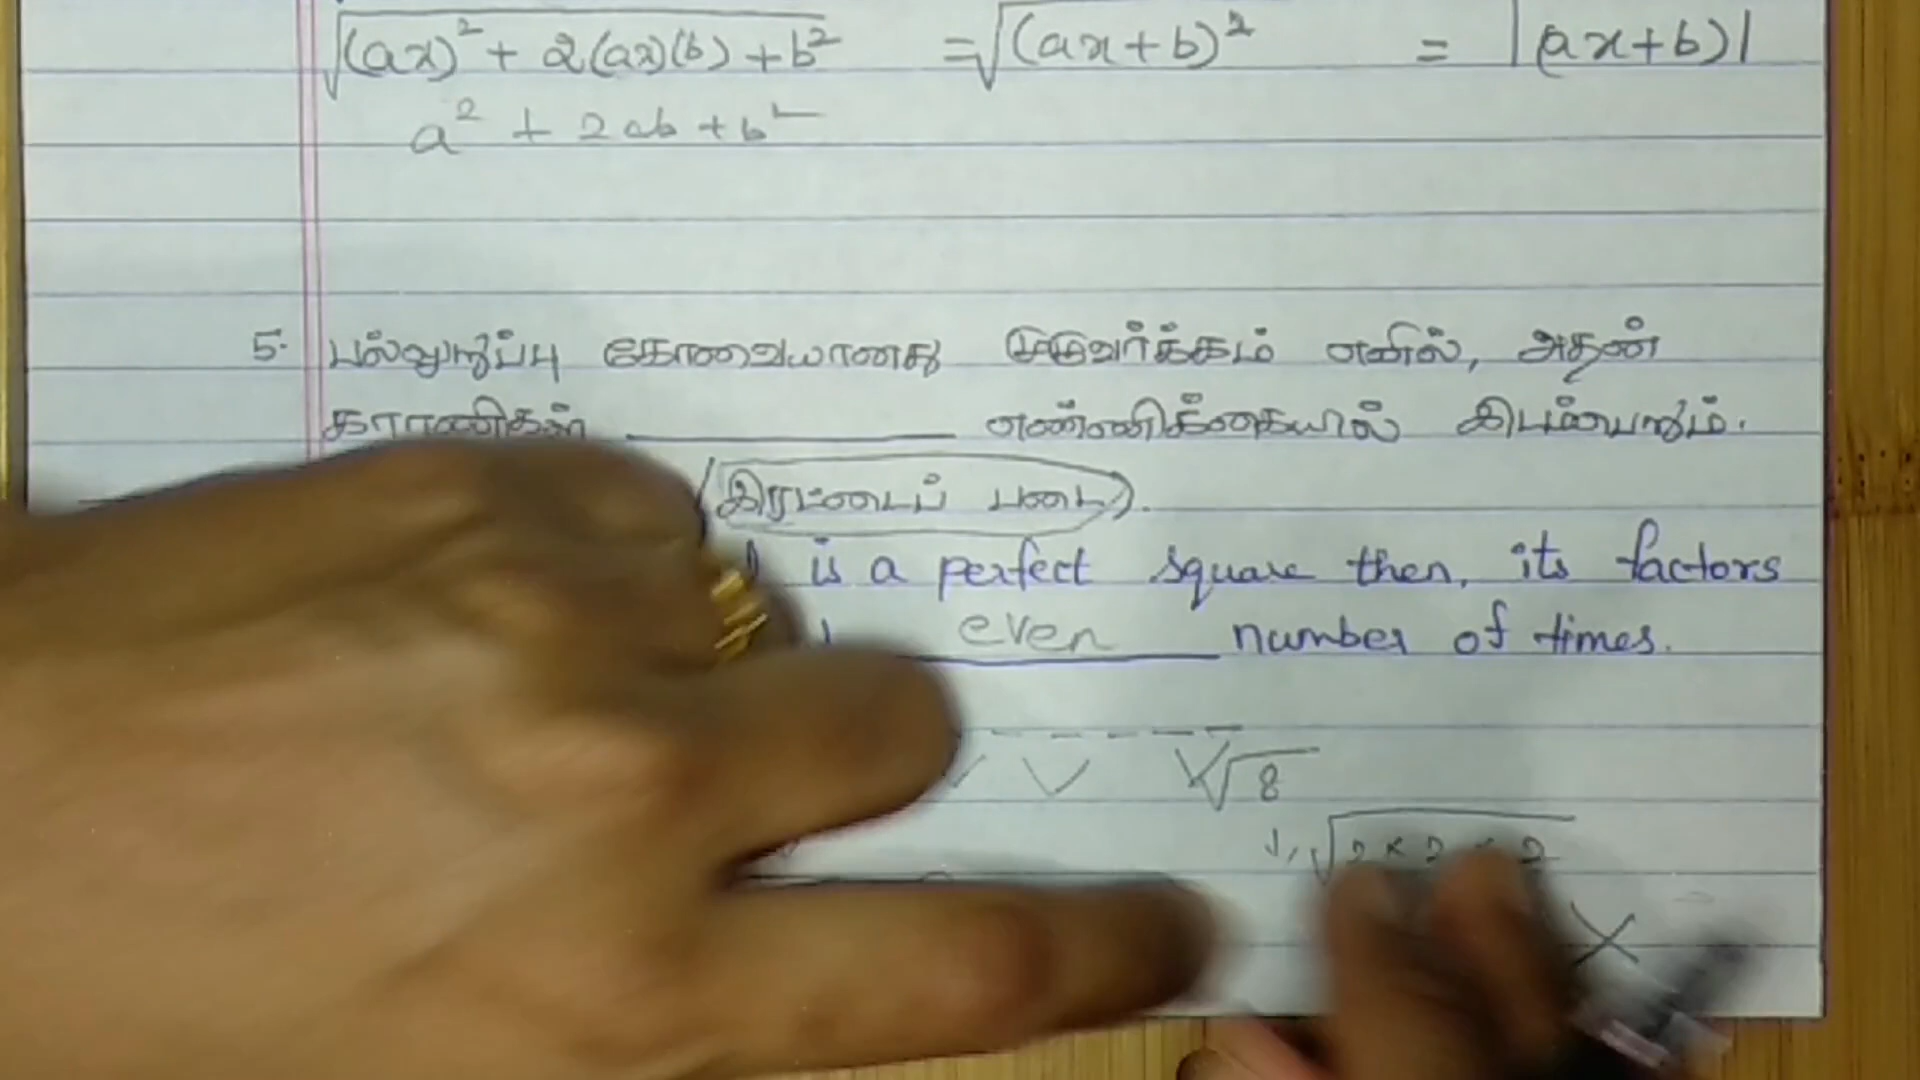 √(ax)² + 2(ax)(b) + b² = √(ax+b)² = |(ax+b)|
a² + 2ab + b²
5. பல்லுறுப்பு கோவையானது முழுவர்க்கம் எனில், அதன்
காரணிகள் ________ எண்ணிக்கையில் இடம்பெறும்.
(இரட்டைப் படை).
is a perfect square then, its factors
even number of times.
√8
√2 × 2 × 2